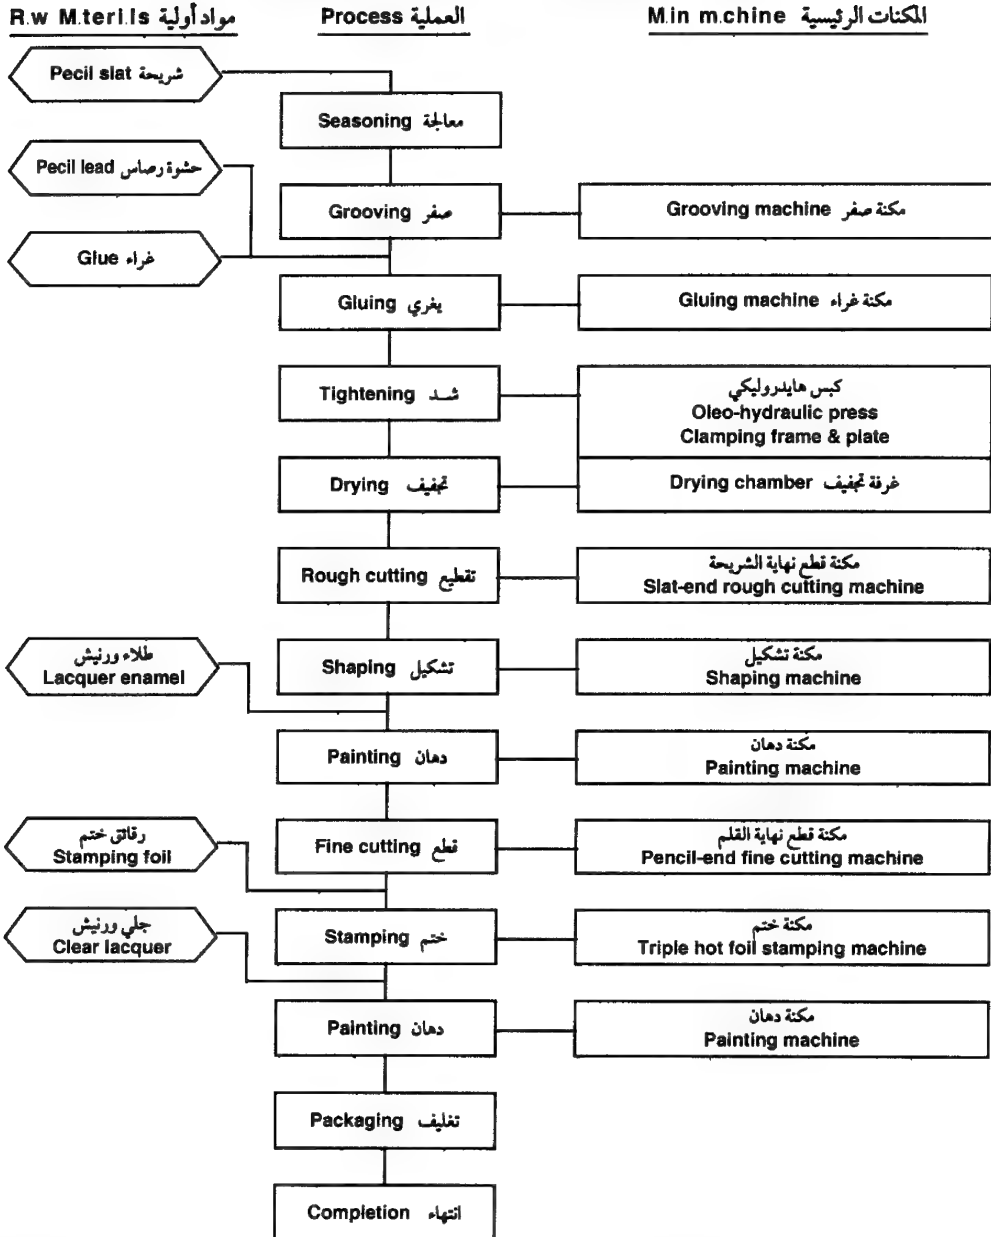 R.w M.teri.ls مواد أولية
Process العملية
M.in m.chine المكنات الرئيسية
Pecil slat شريحة
Seasoning معالجة
Pecil lead حشوة رصاس
Grooving صفر
Grooving machine مكنة صفر
Glue غراء
Gluing يغري
Gluing machine مكنة غراء
Tightening شد
كبس هايدروليكي
Oleo-hydraulic press
Clamping frame & plate
Drying تجفيف
Drying chamber غرفة تجفيف
Rough cutting تقطيع
مكنة قطع نهاية الشريحة
Slat-end rough cutting machine
طلاء ورنيش
Lacquer enamel
Shaping تشكيل
مكنة تشكيل
Shaping machine
Painting دهان
مكنة دهان
Painting machine
رقائق ختم
Stamping foil
Fine cutting قطع
مكنة قطع نهاية القلم
Pencil-end fine cutting machine
جلي ورنيش
Clear lacquer
Stamping ختم
مكنة ختم
Triple hot foil stamping machine
Painting دهان
مكنة دهان
Painting machine
Packaging تغليف
Completion انتهاء